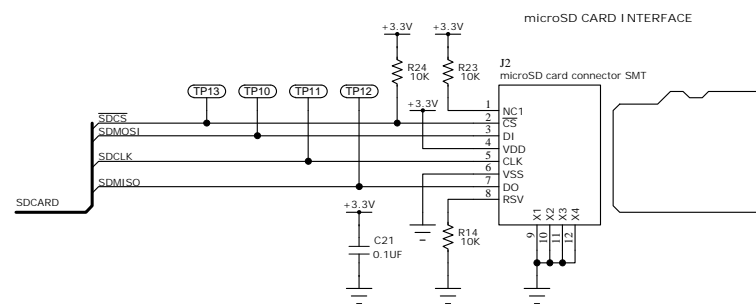 microSD CARD INTERFACE
+3.3V
+3.3V
J2
microSD card connector SMT
R24
10K
R23
10K
TP13
TP10
TP11
TP12
+3.3V
SDCS
SDMOSI
SDCLK
SDMISO
SDCARD
1
2
3
4
5
6
7
8
NC1
CS
DI
VDD
CLK
VSS
DO
RSV
+3.3V
C21
0.1UF
R14
10K
X1
X2
X3
X4
9
10
11
12